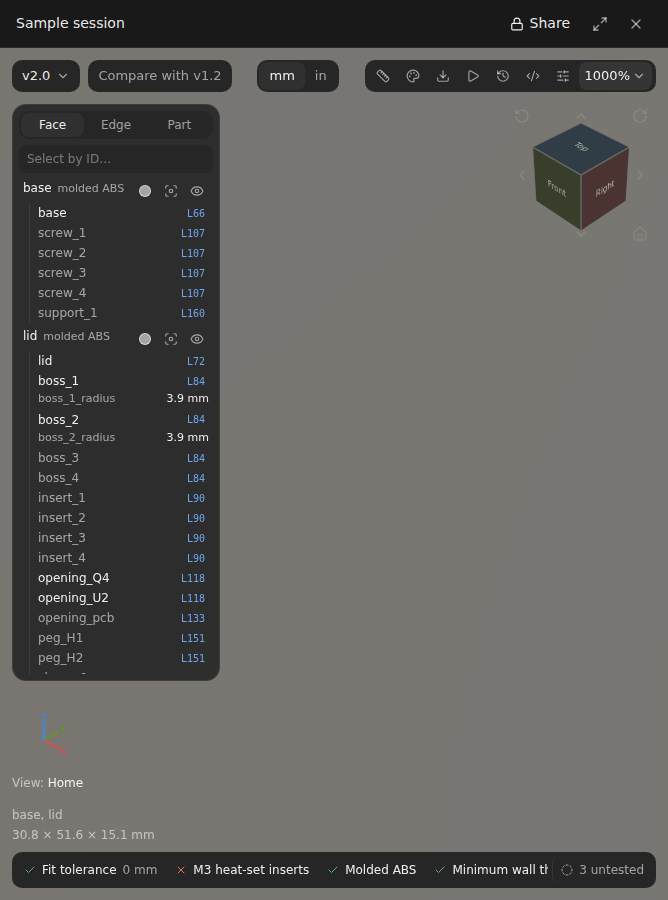 Sample session
Share
v2.0
Compare with v1.2
mm in
1000%
Face Edge Part
Select by ID…
Top
Front
Right
base molded ABS
base L66
screw_1 L107
screw_2 L107
screw_3 L107
screw_4 L107
support_1 L160
lid molded ABS
lid L72
boss_1 L84
boss_1_radius 3.9 mm
boss_2 L84
boss_2_radius 3.9 mm
boss_3 L84
boss_4 L84
insert_1 L90
insert_2 L90
insert_3 L90
insert_4 L90
opening_Q4 L118
opening_U2 L118
opening_pcb L133
peg_H1 L151
peg_H2 L151
View: Home
base, lid
30.8 × 51.6 × 15.1 mm
Fit tolerance 0 mm
M3 heat-set inserts
Molded ABS
Minimum wall
3 untested